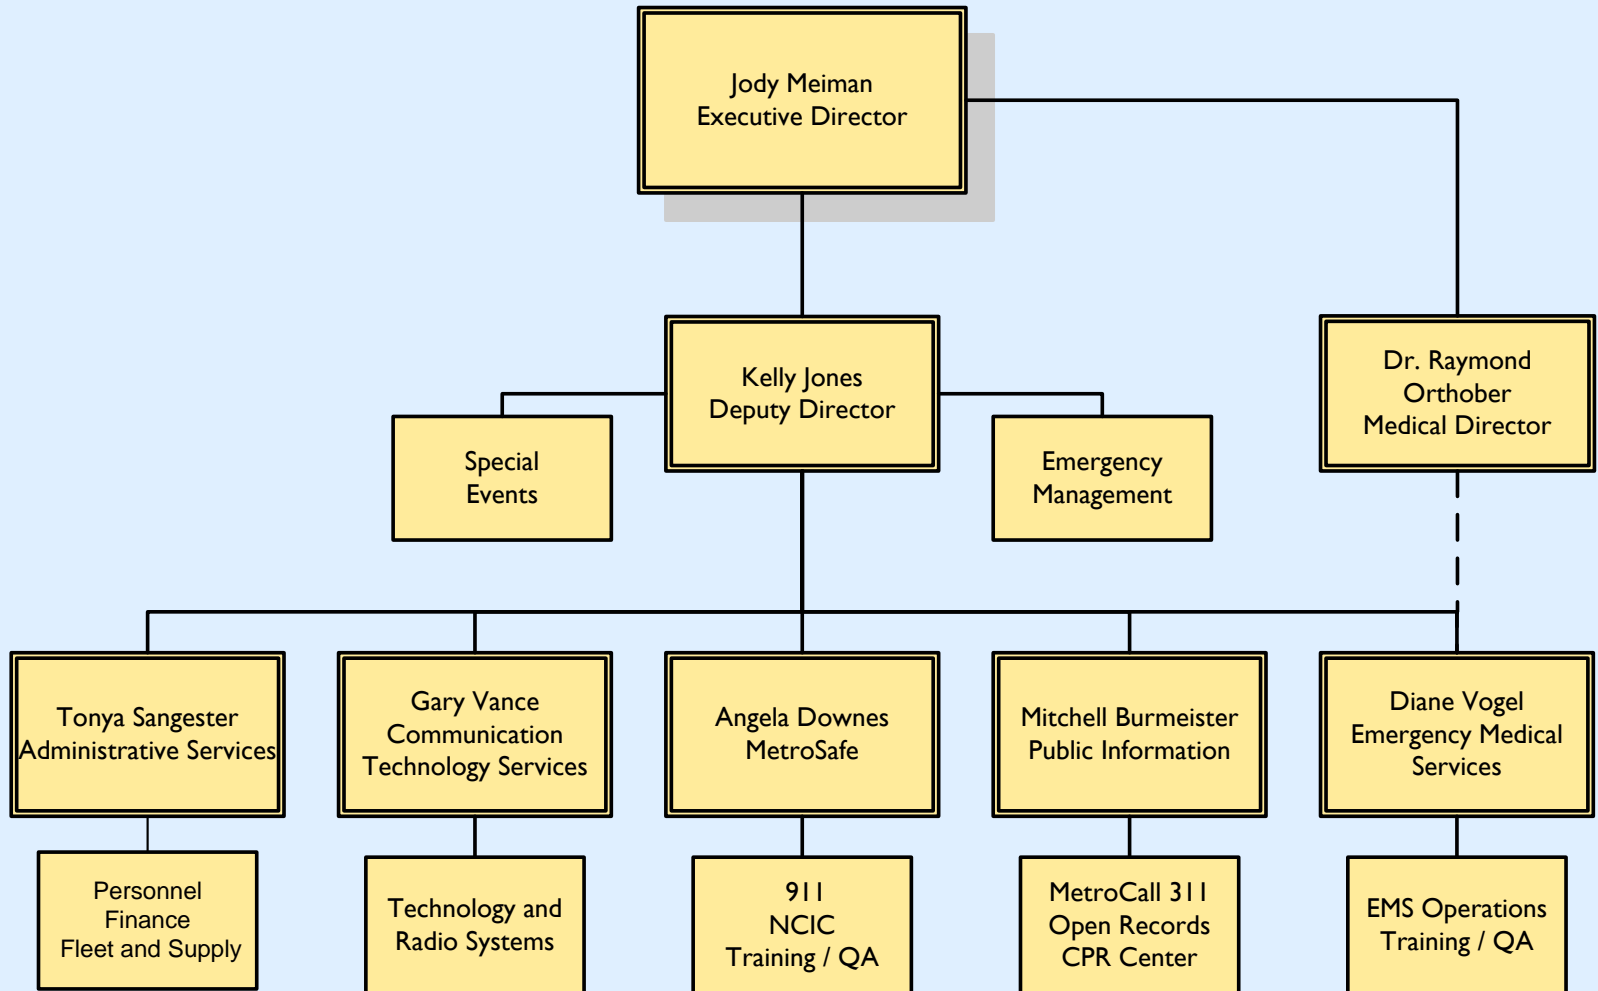 Jody Meiman
Executive Director
Kelly Jones
Deputy Director
Dr. Raymond
Orthober
Medical Director
Special
Events
Emergency
Management
Tonya Sangester
Administrative Services
Gary Vance
Communication
Technology Services
Angela Downes
MetroSafe
Mitchell Burmeister
Public Information
Diane Vogel
Emergency Medical
Services
Personnel
Finance
Fleet and Supply
Technology and
Radio Systems
911
NCIC
Training / QA
MetroCall 311
Open Records
CPR Center
EMS Operations
Training / QA